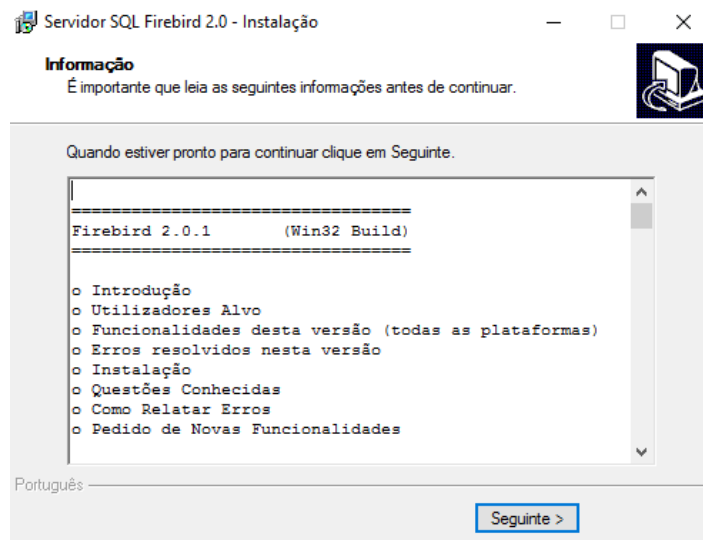 Servidor SQL Firebird 2.0 - Instalação
Informação
É importante que leia as seguintes informações antes de continuar.
Quando estiver pronto para continuar clique em Seguinte.
==================================
Firebird 2.0.1 (Win32 Build)
==================================
o Introdução
o Utilizadores Alvo
o Funcionalidades desta versão (todas as plataformas)
o Erros resolvidos nesta versão
o Instalação
o Questões Conhecidas
o Como Relatar Erros
o Pedido de Novas Funcionalidades
Português
Seguinte >